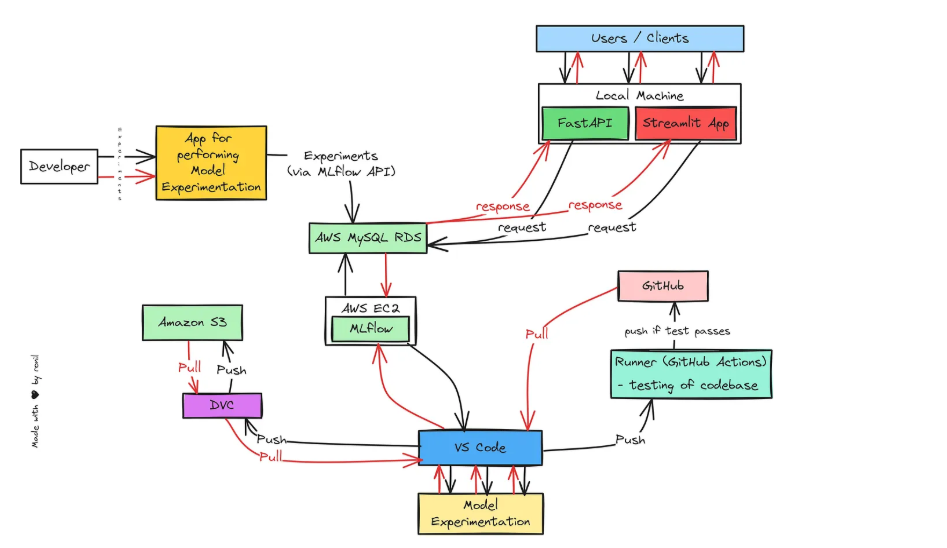 Users / Clients
Local Machine
FastAPI
Streamlit App
Developer
App for
performing
Model
Experimentation
Experiments
(via MLflow API)
response
response
request
request
AWS MySQL RDS
GitHub
AWS EC2
MLflow
Amazon S3
Pull
push if test passes
Runner (GitHub Actions)
- testing of codebase
Pull
Push
DVC
Push
Pull
VS Code
Push
Model
Experimentation
Made with ♥ by ronil